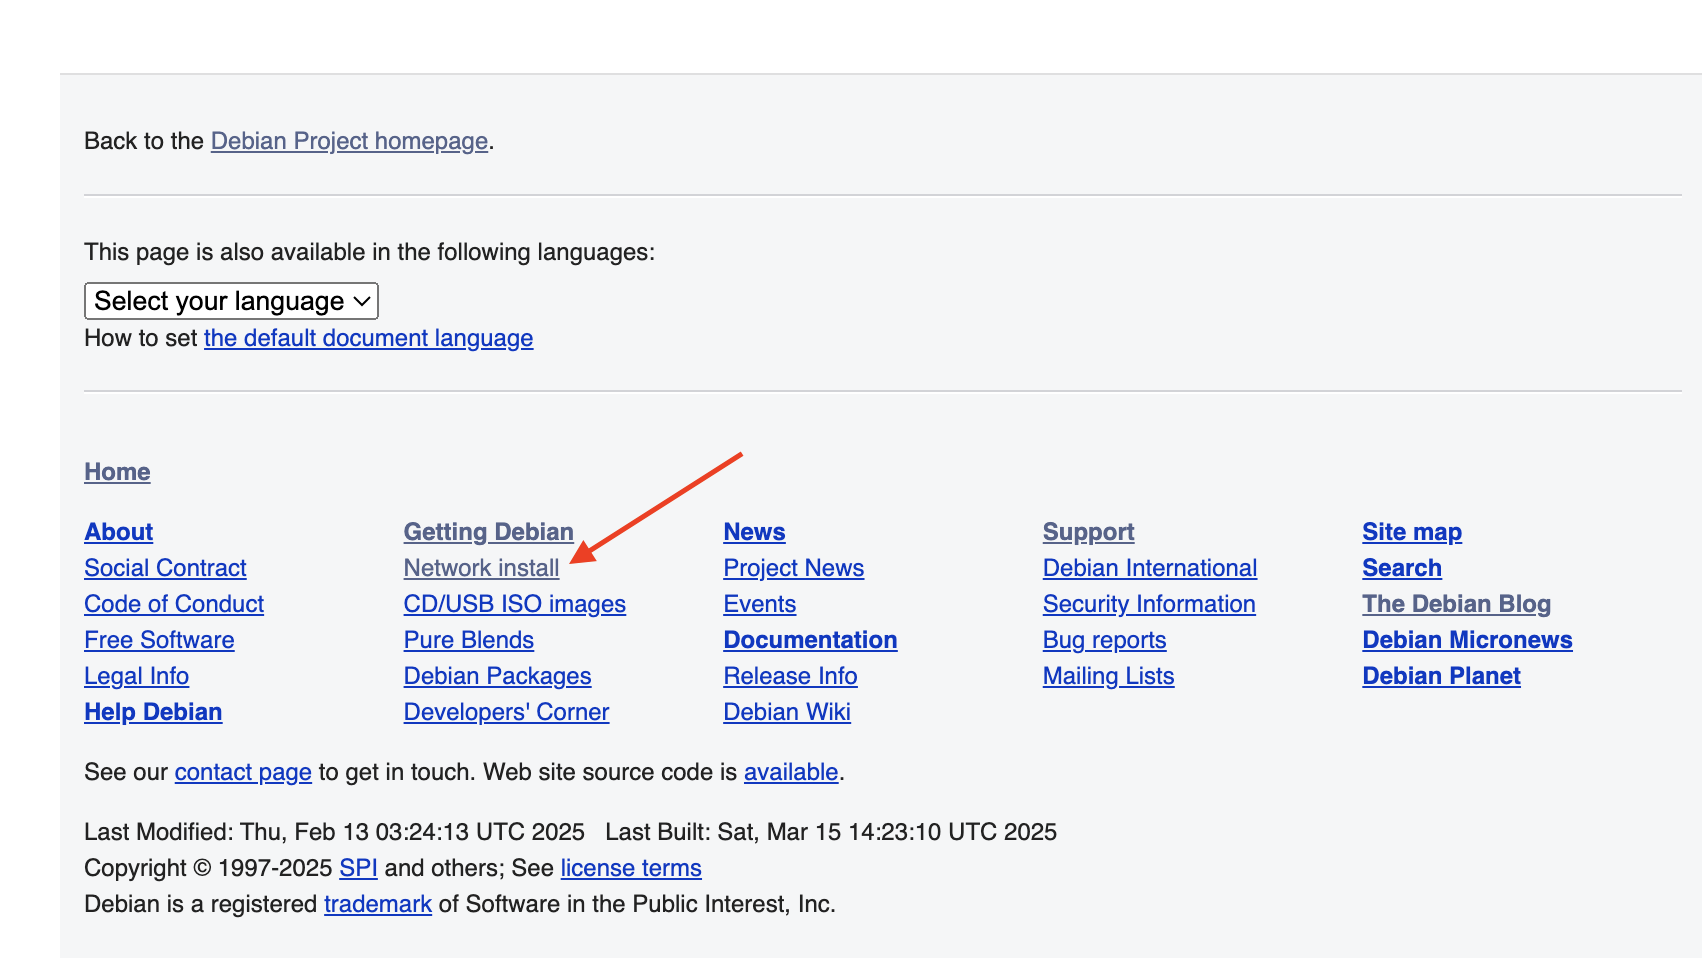 Back to the Debian Project homepage.
This page is also available in the following languages:
Select your language
How to set the default document language
Home
About
Social Contract
Code of Conduct
Free Software
Legal Info
Help Debian
Getting Debian
Network install
CD/USB ISO images
Pure Blends
Debian Packages
Developers' Corner
News
Project News
Events
Documentation
Release Info
Debian Wiki
Support
Debian International
Security Information
Bug reports
Mailing Lists
Site map
Search
The Debian Blog
Debian Micronews
Debian Planet
See our contact page to get in touch. Web site source code is available.
Last Modified: Thu, Feb 13 03:24:13 UTC 2025   Last Built: Sat, Mar 15 14:23:10 UTC 2025
Copyright © 1997-2025 SPI and others; See license terms
Debian is a registered trademark of Software in the Public Interest, Inc.